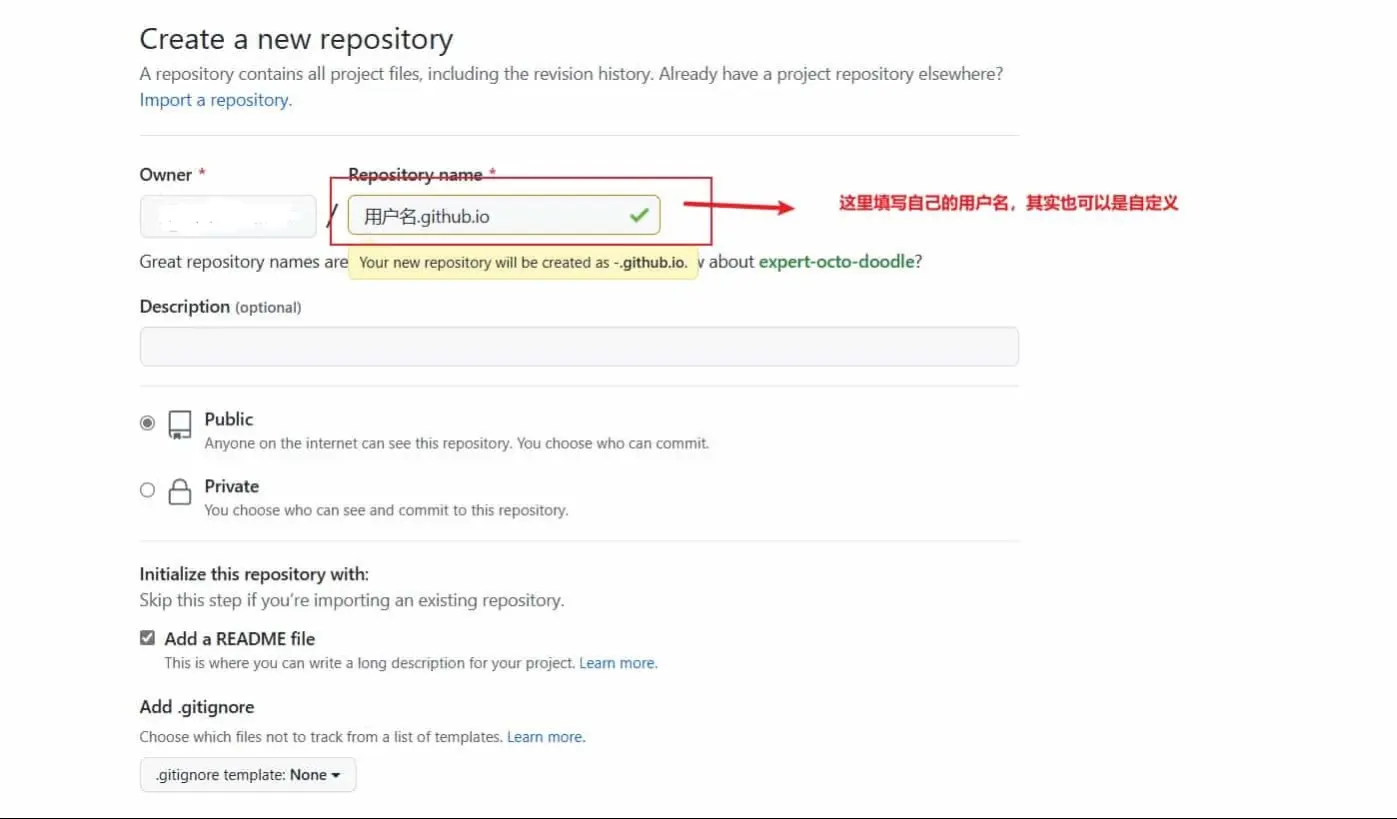 Create a new repository
A repository contains all project files, including the revision history. Already have a project repository elsewhere?
Import a repository.
Owner *
Repository name *
/
用户名.github.io
这里填写自己的用户名，其实也可以是自定义
Great repository names are
Your new repository will be created as -.github.io.
about expert-octo-doodle?
Description (optional)
Public
Anyone on the internet can see this repository. You choose who can commit.
Private
You choose who can see and commit to this repository.
Initialize this repository with:
Skip this step if you're importing an existing repository.
Add a README file
This is where you can write a long description for your project. Learn more.
Add .gitignore
Choose which files not to track from a list of templates. Learn more.
.gitignore template: None